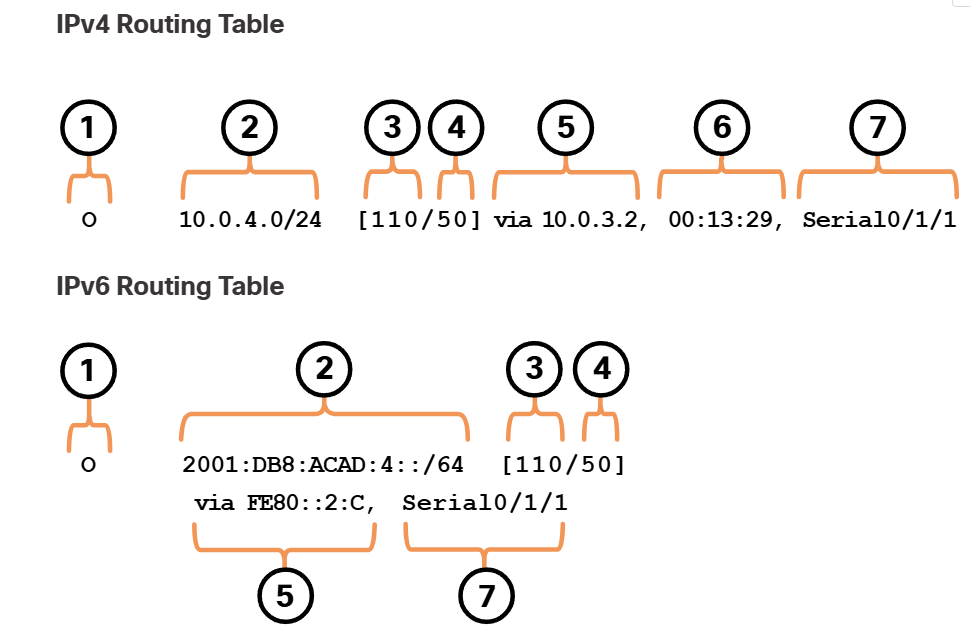 IPv4 Routing Table
1 2 3 4 5 6 7
O 10.0.4.0/24 [110/50] via 10.0.3.2, 00:13:29, Serial0/1/1
IPv6 Routing Table
1 2 3 4
O 2001:DB8:ACAD:4::/64 [110/50]
via FE80::2:C, Serial0/1/1
5 7